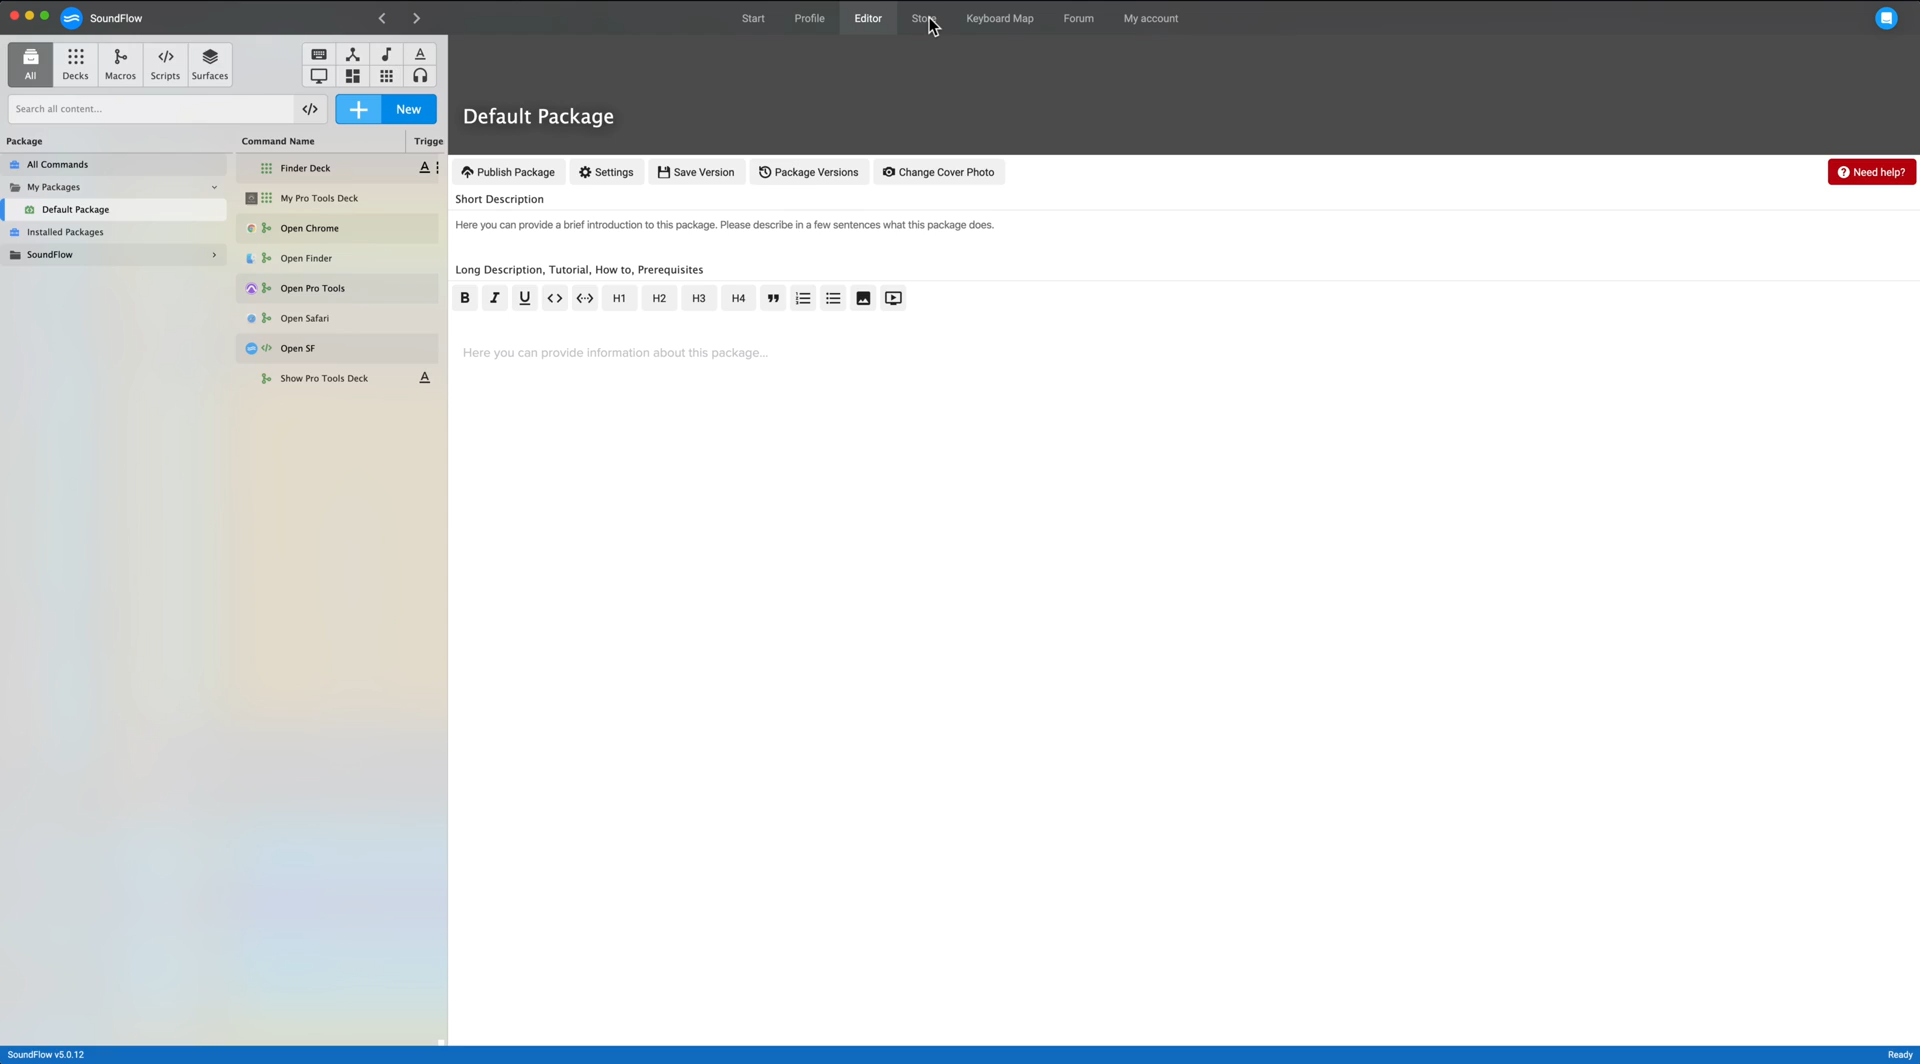 SoundFlow
Start Profile Editor Store Keyboard Map Forum My account
All Decks Macros Scripts Surfaces
Search all content...
New
Package Command Name Trigge
All Commands
My Packages
Default Package
Installed Packages
SoundFlow
Finder Deck
My Pro Tools Deck
Open Chrome
Open Finder
Open Pro Tools
Open Safari
Open SF
Show Pro Tools Deck
Default Package
Publish Package Settings Save Version Package Versions Change Cover Photo Need help?
Short Description
Here you can provide a brief introduction to this package. Please describe in a few sentences what this package does.
Long Description, Tutorial, How to, Prerequisites
B I U H1 H2 H3 H4
Here you can provide information about this package...
SoundFlow v5.0.12 Ready